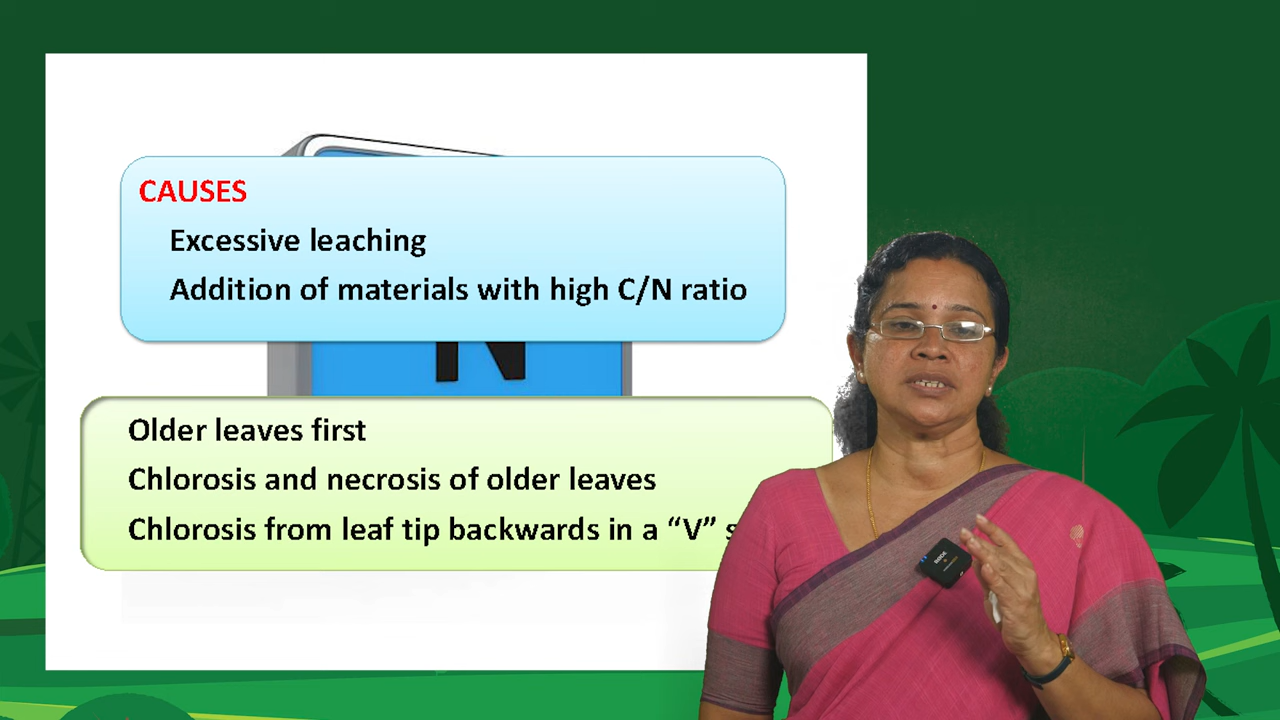 CAUSES
Excessive leaching
Addition of materials with high C/N ratio
N
Older leaves first
Chlorosis and necrosis of older leaves
Chlorosis from leaf tip backwards in a “V”
RODE